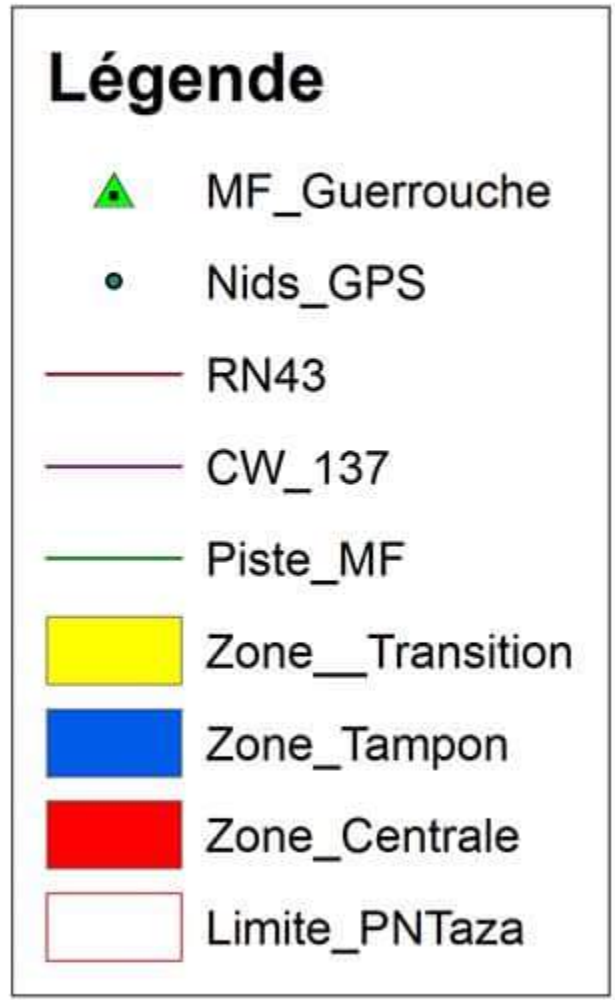 Légende
MF_Guerrouche
Nids_GPS
RN43
CW_137
Piste_MF
Zone__Transition
Zone_Tampon
Zone_Centrale
Limite_PNTaza